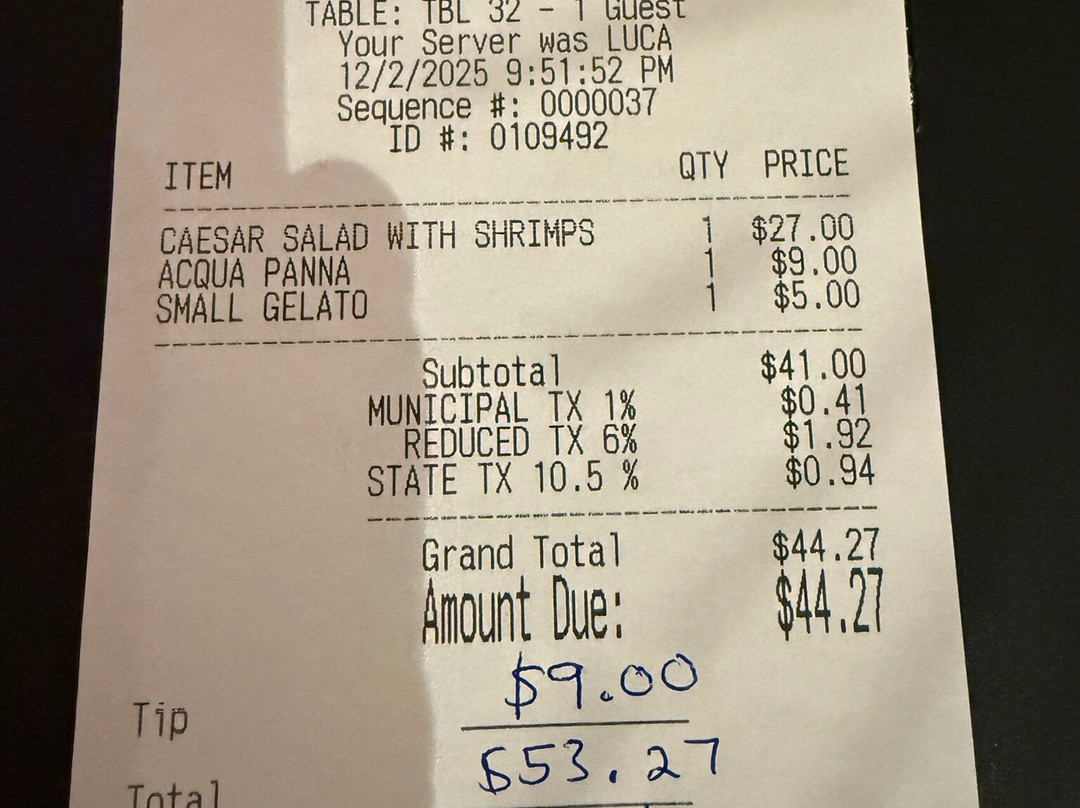 TABLE: TBL 32 - 1 Guest
Your Server was LUCA
12/2/2025 9:51:52 PM
Sequence #: 0000037
ID #: 0109492
ITEM QTY PRICE
CAESAR SALAD WITH SHRIMPS 1 $27.00
ACQUA PANNA 1 $9.00
SMALL GELATO 1 $5.00
Subtotal $41.00
MUNICIPAL TX 1% $0.41
REDUCED TX 6% $1.92
STATE TX 10.5 % $0.94
Grand Total $44.27
Amount Due: $44.27
Tip $9.00
Total $53.27